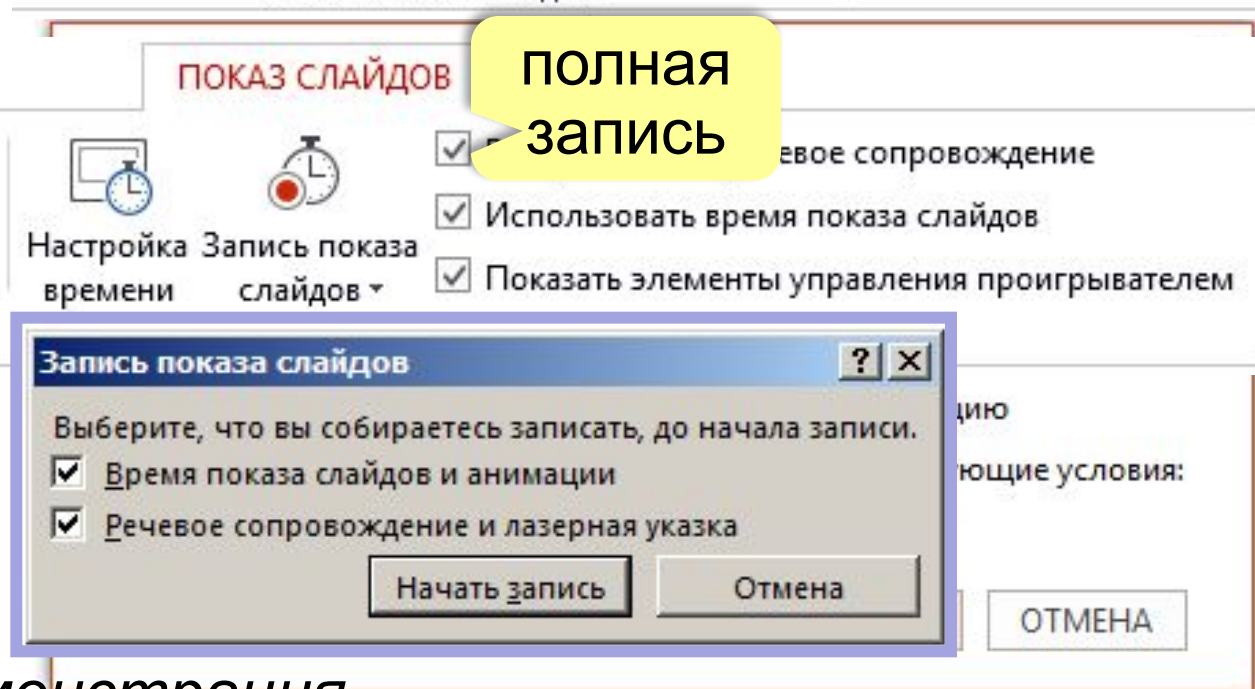 ПОКАЗ СЛАЙДОВ
полная
запись
евое сопровождение
Использовать время показа слайдов
Показать элементы управления проигрывателем
Настройка
времени
Запись показа
слайдов
Запись показа слайдов
Выберите, что вы собираетесь записать, до начала записи.
Время показа слайдов и анимации
Речевое сопровождение и лазерная указка
Начать запись
Отмена
цию
ющие условия:
ОТМЕНА
монстрация